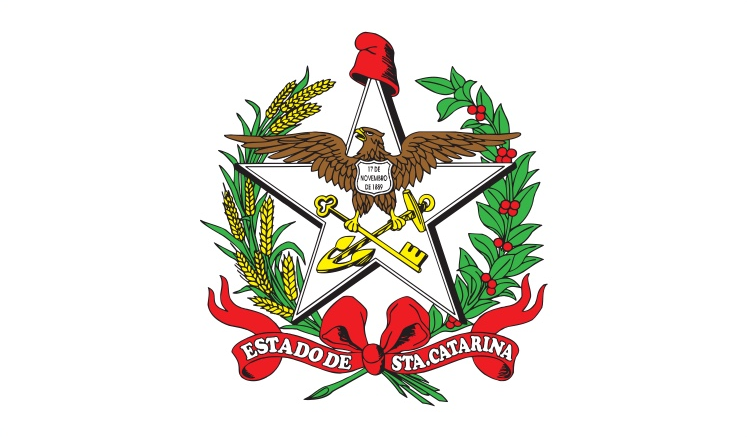 17 DE
NOVEMBRO
DE 1889
ESTADO DE STA.CATARINA